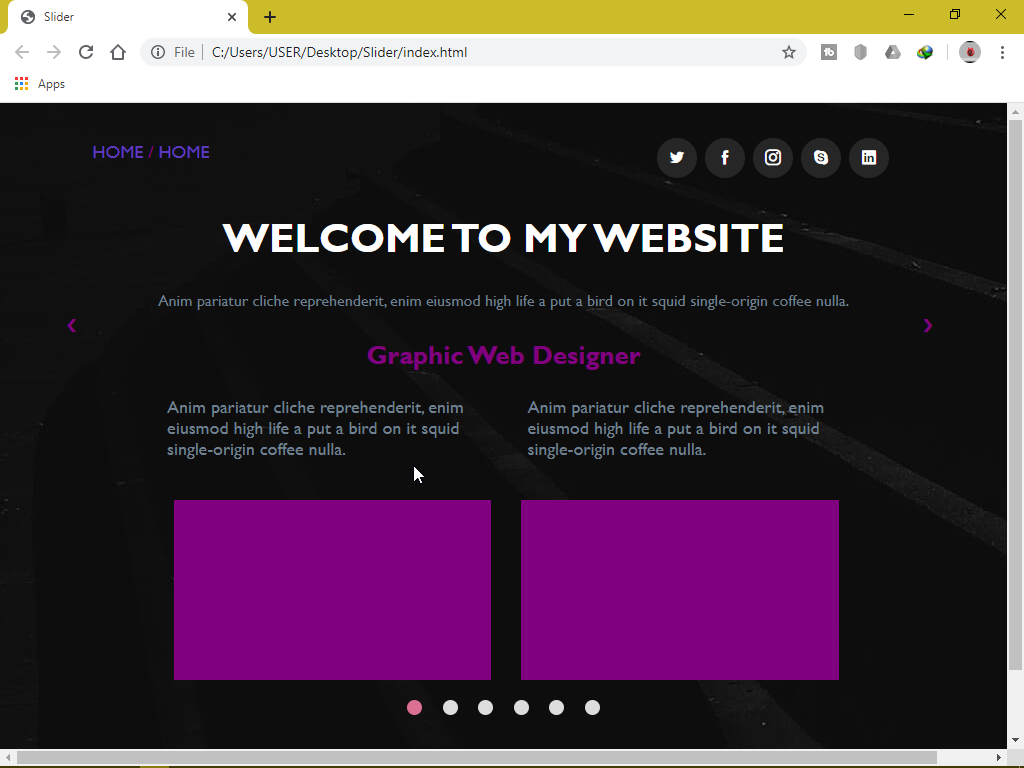 Slider
File C:/Users/USER/Desktop/Slider/index.html
Apps
HOME / HOME
WELCOME TO MY WEBSITE
Anim pariatur cliche reprehenderit, enim eiusmod high life a put a bird on it squid single-origin coffee nulla.
Graphic Web Designer
Anim pariatur cliche reprehenderit, enim
eiusmod high life a put a bird on it squid
single-origin coffee nulla.
Anim pariatur cliche reprehenderit, enim
eiusmod high life a put a bird on it squid
single-origin coffee nulla.